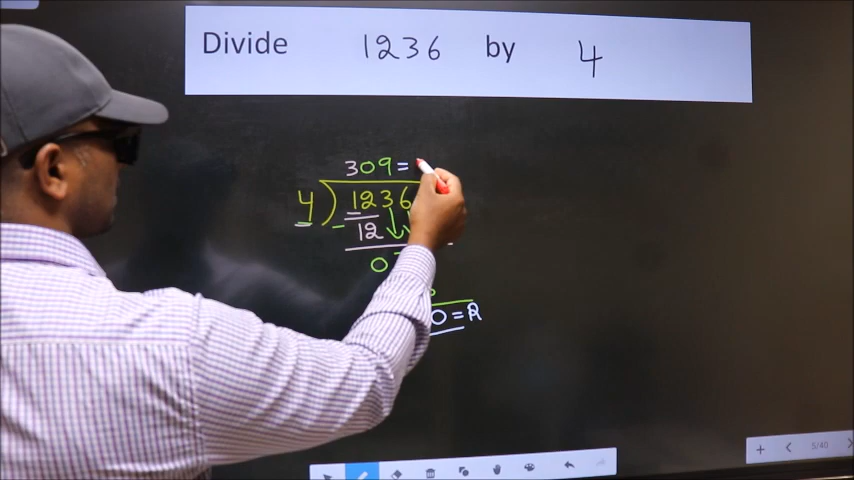 Divide 1236 by 4
309 =
4 ) 1236
- 12
0
0 = R
5/40